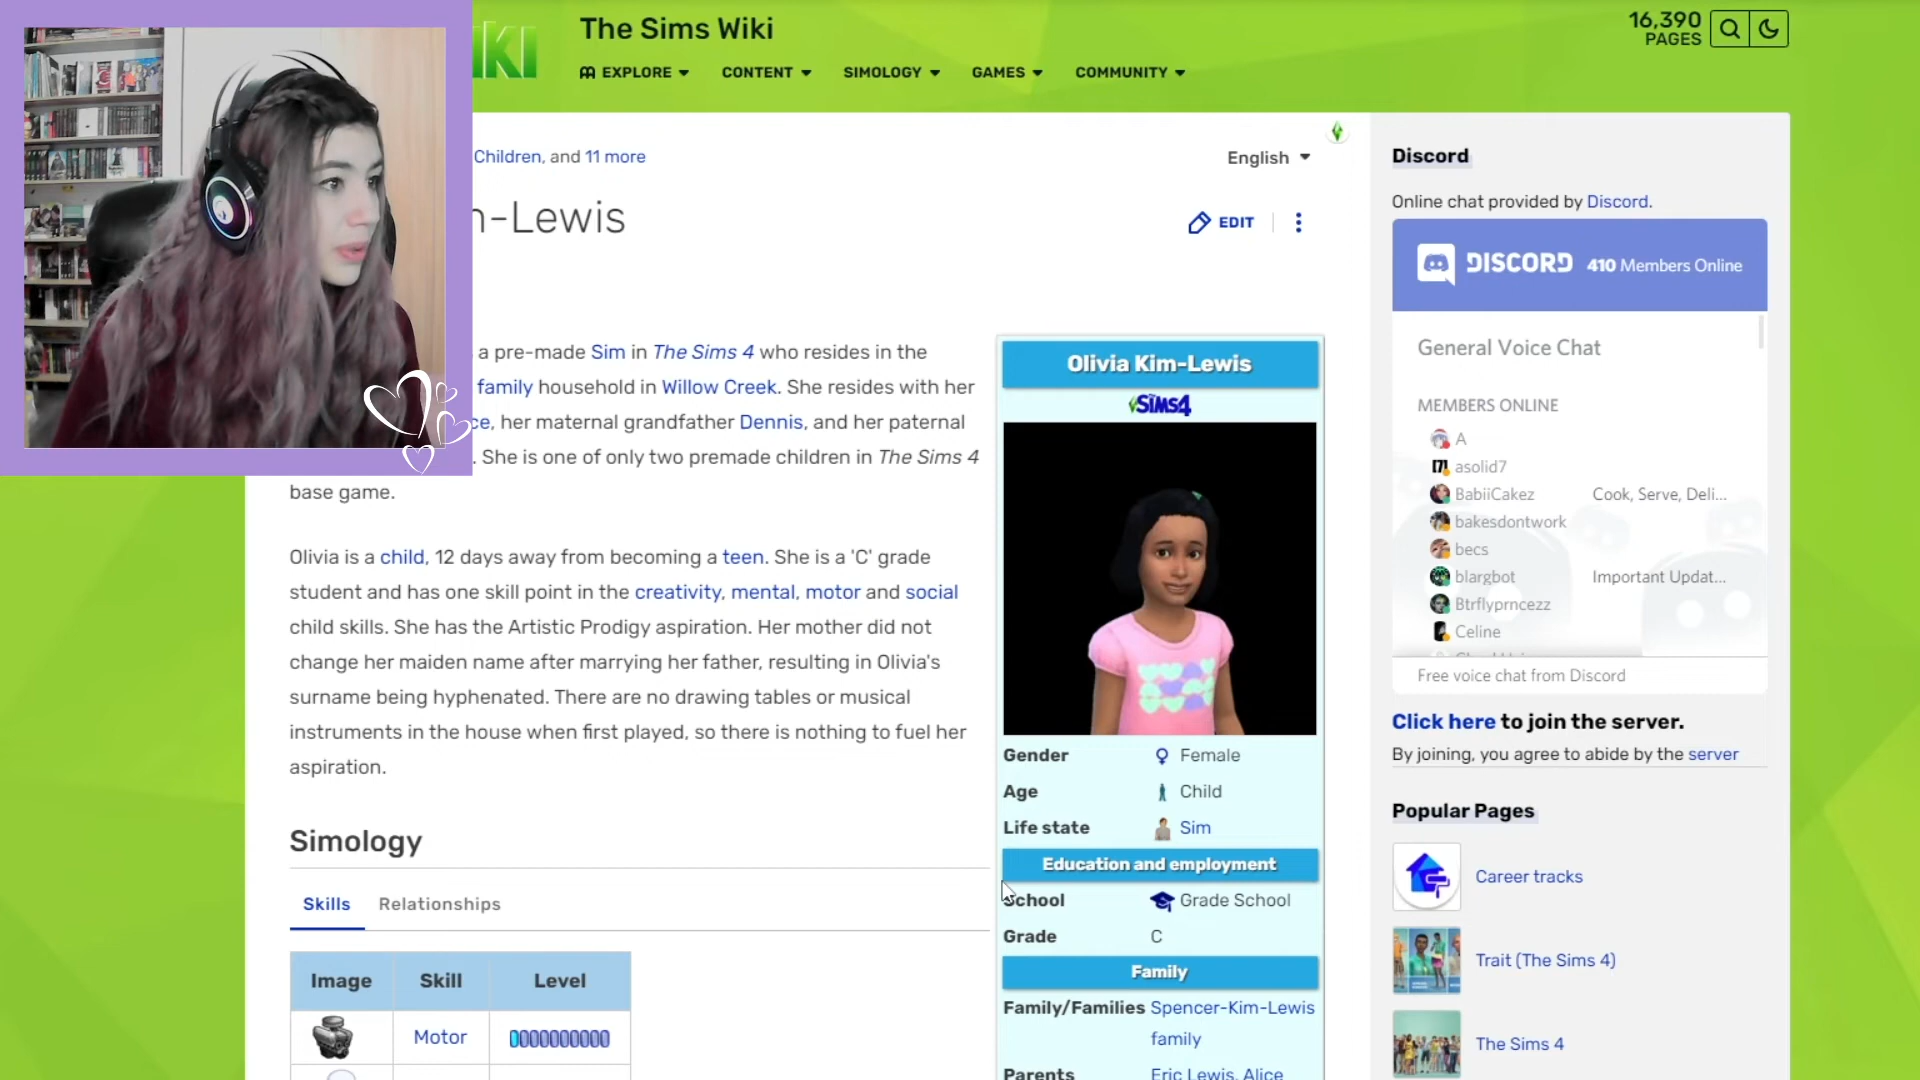 iKI
The Sims Wiki
16,390
PAGES
EXPLORE
CONTENT
SIMOLOGY
GAMES
COMMUNITY
Children, and 11 more
English
-Lewis
EDIT
a pre-made Sim in The Sims 4 who resides in the
family household in Willow Creek. She resides with her
, her maternal grandfather Dennis, and her paternal
. She is one of only two premade children in The Sims 4
base game.
Olivia is a child, 12 days away from becoming a teen. She is a 'C' grade
student and has one skill point in the creativity, mental, motor and social
child skills. She has the Artistic Prodigy aspiration. Her mother did not
change her maiden name after marrying her father, resulting in Olivia's
surname being hyphenated. There are no drawing tables or musical
instruments in the house when first played, so there is nothing to fuel her
aspiration.
Simology
Skills
Relationships
Image
Skill
Level
Motor
Olivia Kim-Lewis
The SiMS 4
Gender
Female
Age
Child
Life state
Sim
Education and employment
School
Grade School
Grade
C
Family
Family/Families
Spencer-Kim-Lewis
family
Parents
Eric Lewis, Alice
Discord
Online chat provided by Discord.
DISCORD
410 Members Online
General Voice Chat
MEMBERS ONLINE
A
asolid7
BabiiCakez
Cook, Serve, Deli...
bakesdontwork
becs
blargbot
Important Updat...
Btrflyprncezz
Celine
Free voice chat from Discord
Click here to join the server.
By joining, you agree to abide by the server
Popular Pages
Career tracks
Trait (The Sims 4)
The Sims 4